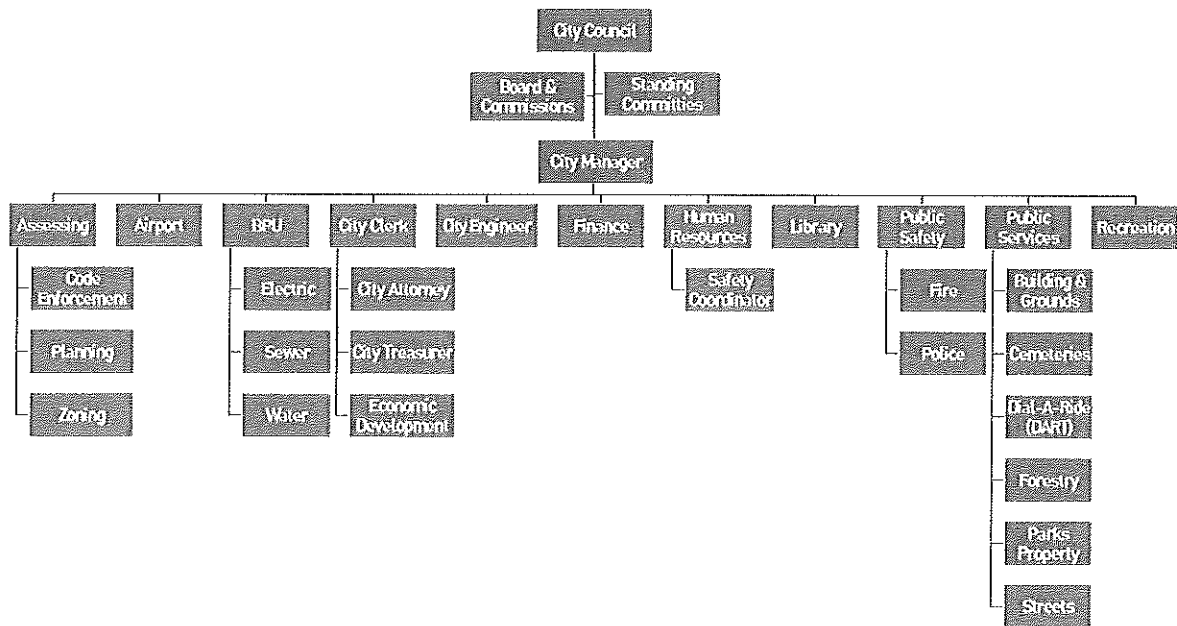 City Council
Board &
Commissions
Standing
Committies
City Manager
Assessing
Airport
BPU
City Clerk
City Engineer
Finance
Human
Resources
Library
Public
Safety
Public
Services
Recreation
Code
Enforcement
Planning
Zoning
Electric
Sewer
Water
City Attorney
City Treasurer
Economic
Development
Safety
Coordinator
Fire
Police
Building &
Grounds
Cemeteries
Dial-A-Ride
(DART)
Forestry
Parks
Property
Streets